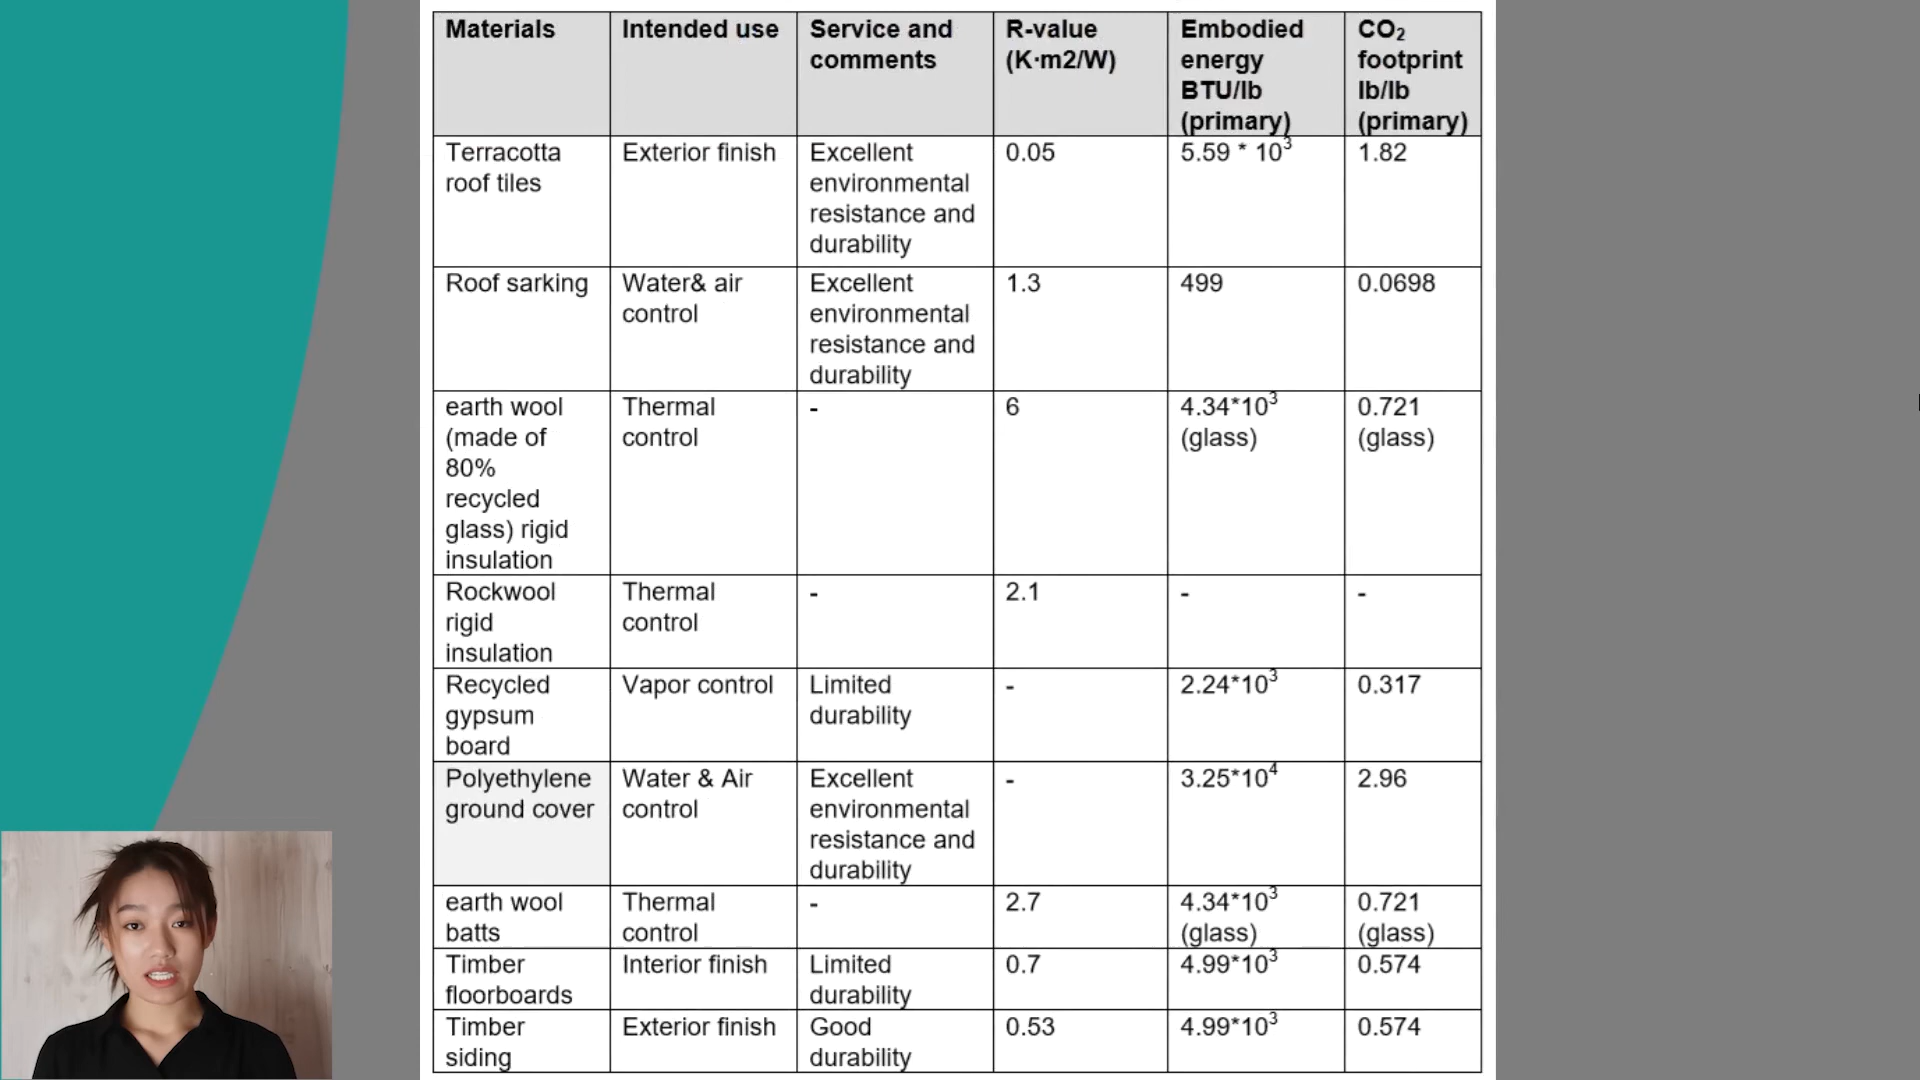 Materials
Intended use
Service and
comments
R-value
(K·m2/W)
Embodied
energy
BTU/lb
(primary)
CO₂
footprint
lb/lb
(primary)
Terracotta
roof tiles
Exterior finish
Excellent
environmental
resistance and
durability
0.05
5.59 * 10³
1.82
Roof sarking
Water& air
control
Excellent
environmental
resistance and
durability
1.3
499
0.0698
earth wool
(made of
80%
recycled
glass) rigid
insulation
Thermal
control
-
6
4.34*10³
(glass)
0.721
(glass)
Rockwool
rigid
insulation
Thermal
control
-
2.1
-
-
Recycled
gypsum
board
Vapor control
Limited
durability
-
2.24*10³
0.317
Polyethylene
ground cover
Water & Air
control
Excellent
environmental
resistance and
durability
-
3.25*10⁴
2.96
earth wool
batts
Thermal
control
-
2.7
4.34*10³
(glass)
0.721
(glass)
Timber
floorboards
Interior finish
Limited
durability
0.7
4.99*10³
0.574
Timber
siding
Exterior finish
Good
durability
0.53
4.99*10³
0.574